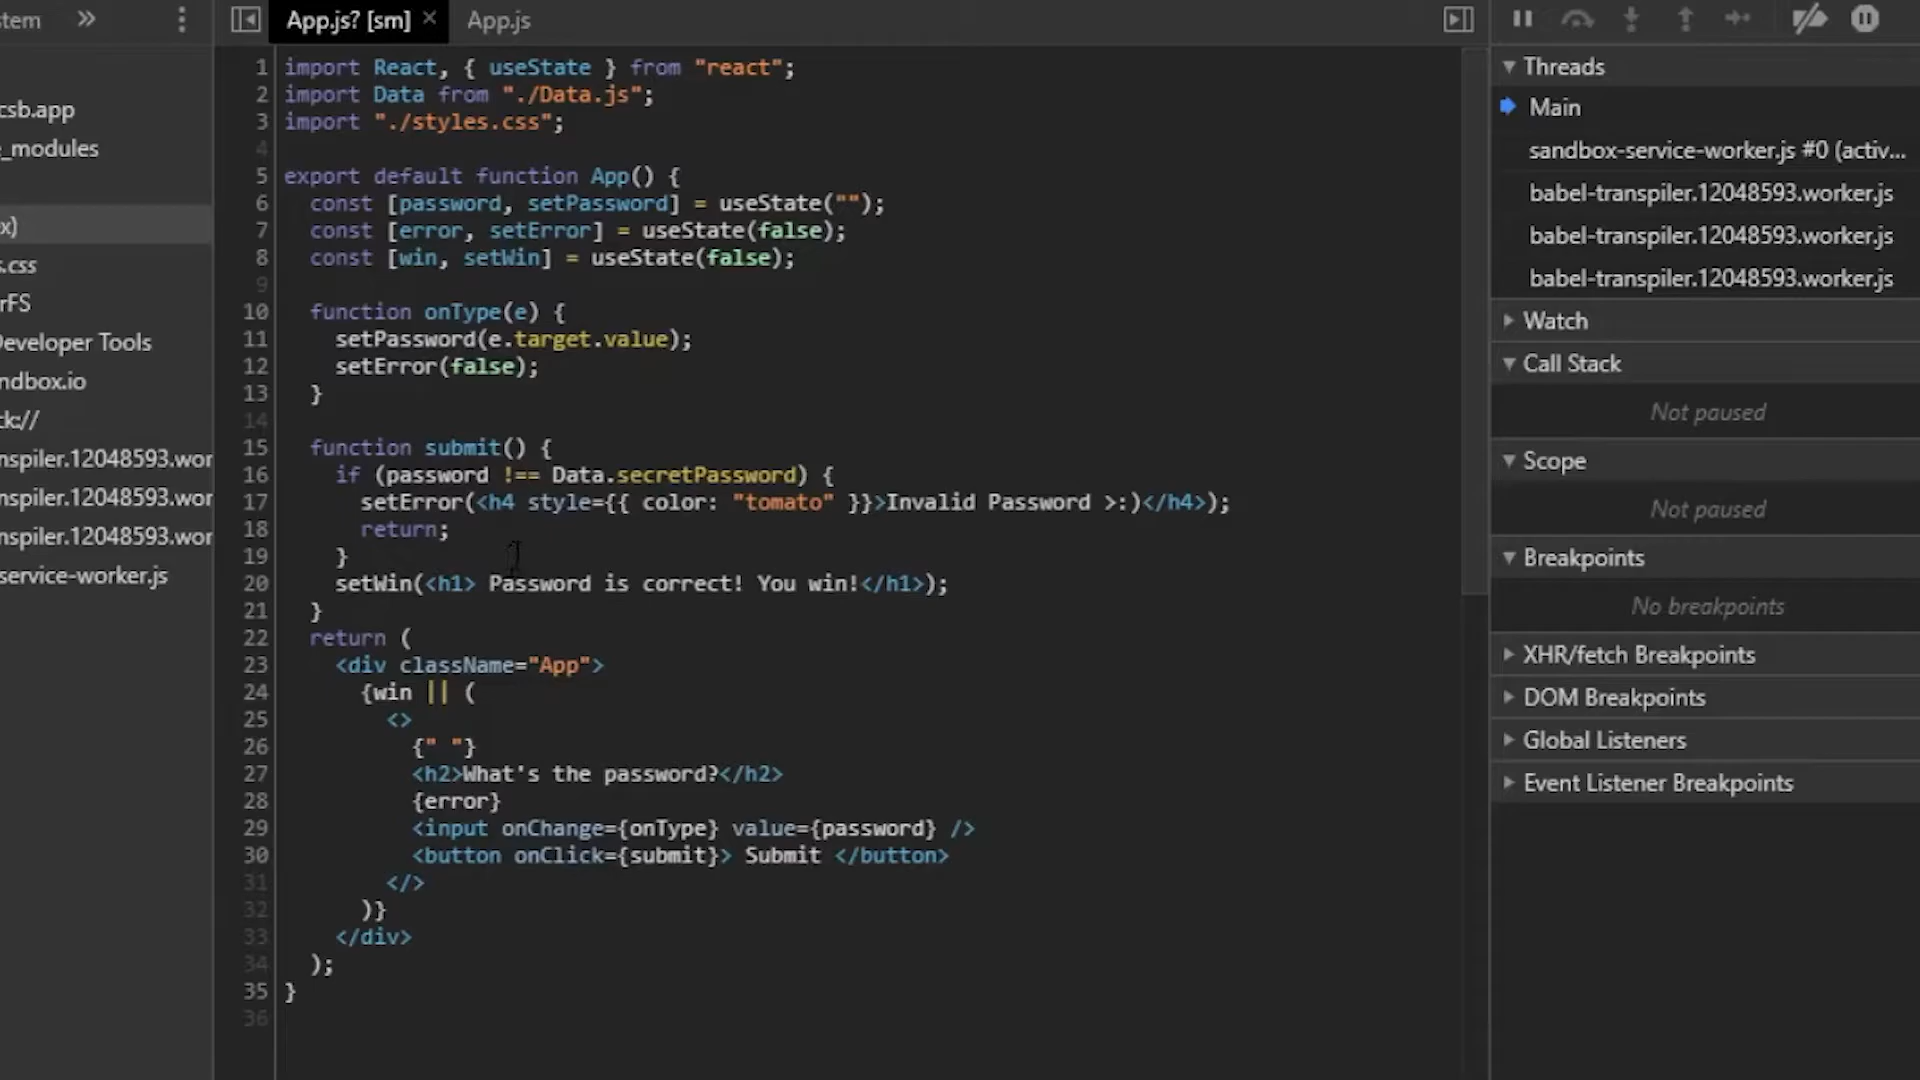 stem
»
csb.app
_modules
x)
s.css
rFS
Developer Tools
ndbox.io
ck://
nspiler.12048593.wor
nspiler.12048593.wor
nspiler.12048593.wor
service-worker.js
App.js? [sm] ×
App.js
1 import React, { useState } from "react";
2 import Data from "./Data.js";
3 import "./styles.css";
4
5 export default function App() {
6 const [password, setPassword] = useState("");
7 const [error, setError] = useState(false);
8 const [win, setWin] = useState(false);
9
10 function onType(e) {
11 setPassword(e.target.value);
12 setError(false);
13 }
14
15 function submit() {
16 if (password !== Data.secretPassword) {
17 setError(<h4 style={{ color: "tomato" }}>Invalid Password >:)</h4>);
18 return;
19 }
20 setWin(<h1> Password is correct! You win!</h1>);
21 }
22 return (
23 <div className="App">
24 {win || (
25 <>
26 {" "}
27 <h2>What's the password?</h2>
28 {error}
29 <input onChange={onType} value={password} />
30 <button onClick={submit}> Submit </button>
31 </>
32 )}
33 </div>
34 );
35 }
36
Threads
Main
sandbox-service-worker.js #0 (activ...
babel-transpiler.12048593.worker.js
babel-transpiler.12048593.worker.js
babel-transpiler.12048593.worker.js
Watch
Call Stack
Not paused
Scope
Not paused
Breakpoints
No breakpoints
XHR/fetch Breakpoints
DOM Breakpoints
Global Listeners
Event Listener Breakpoints